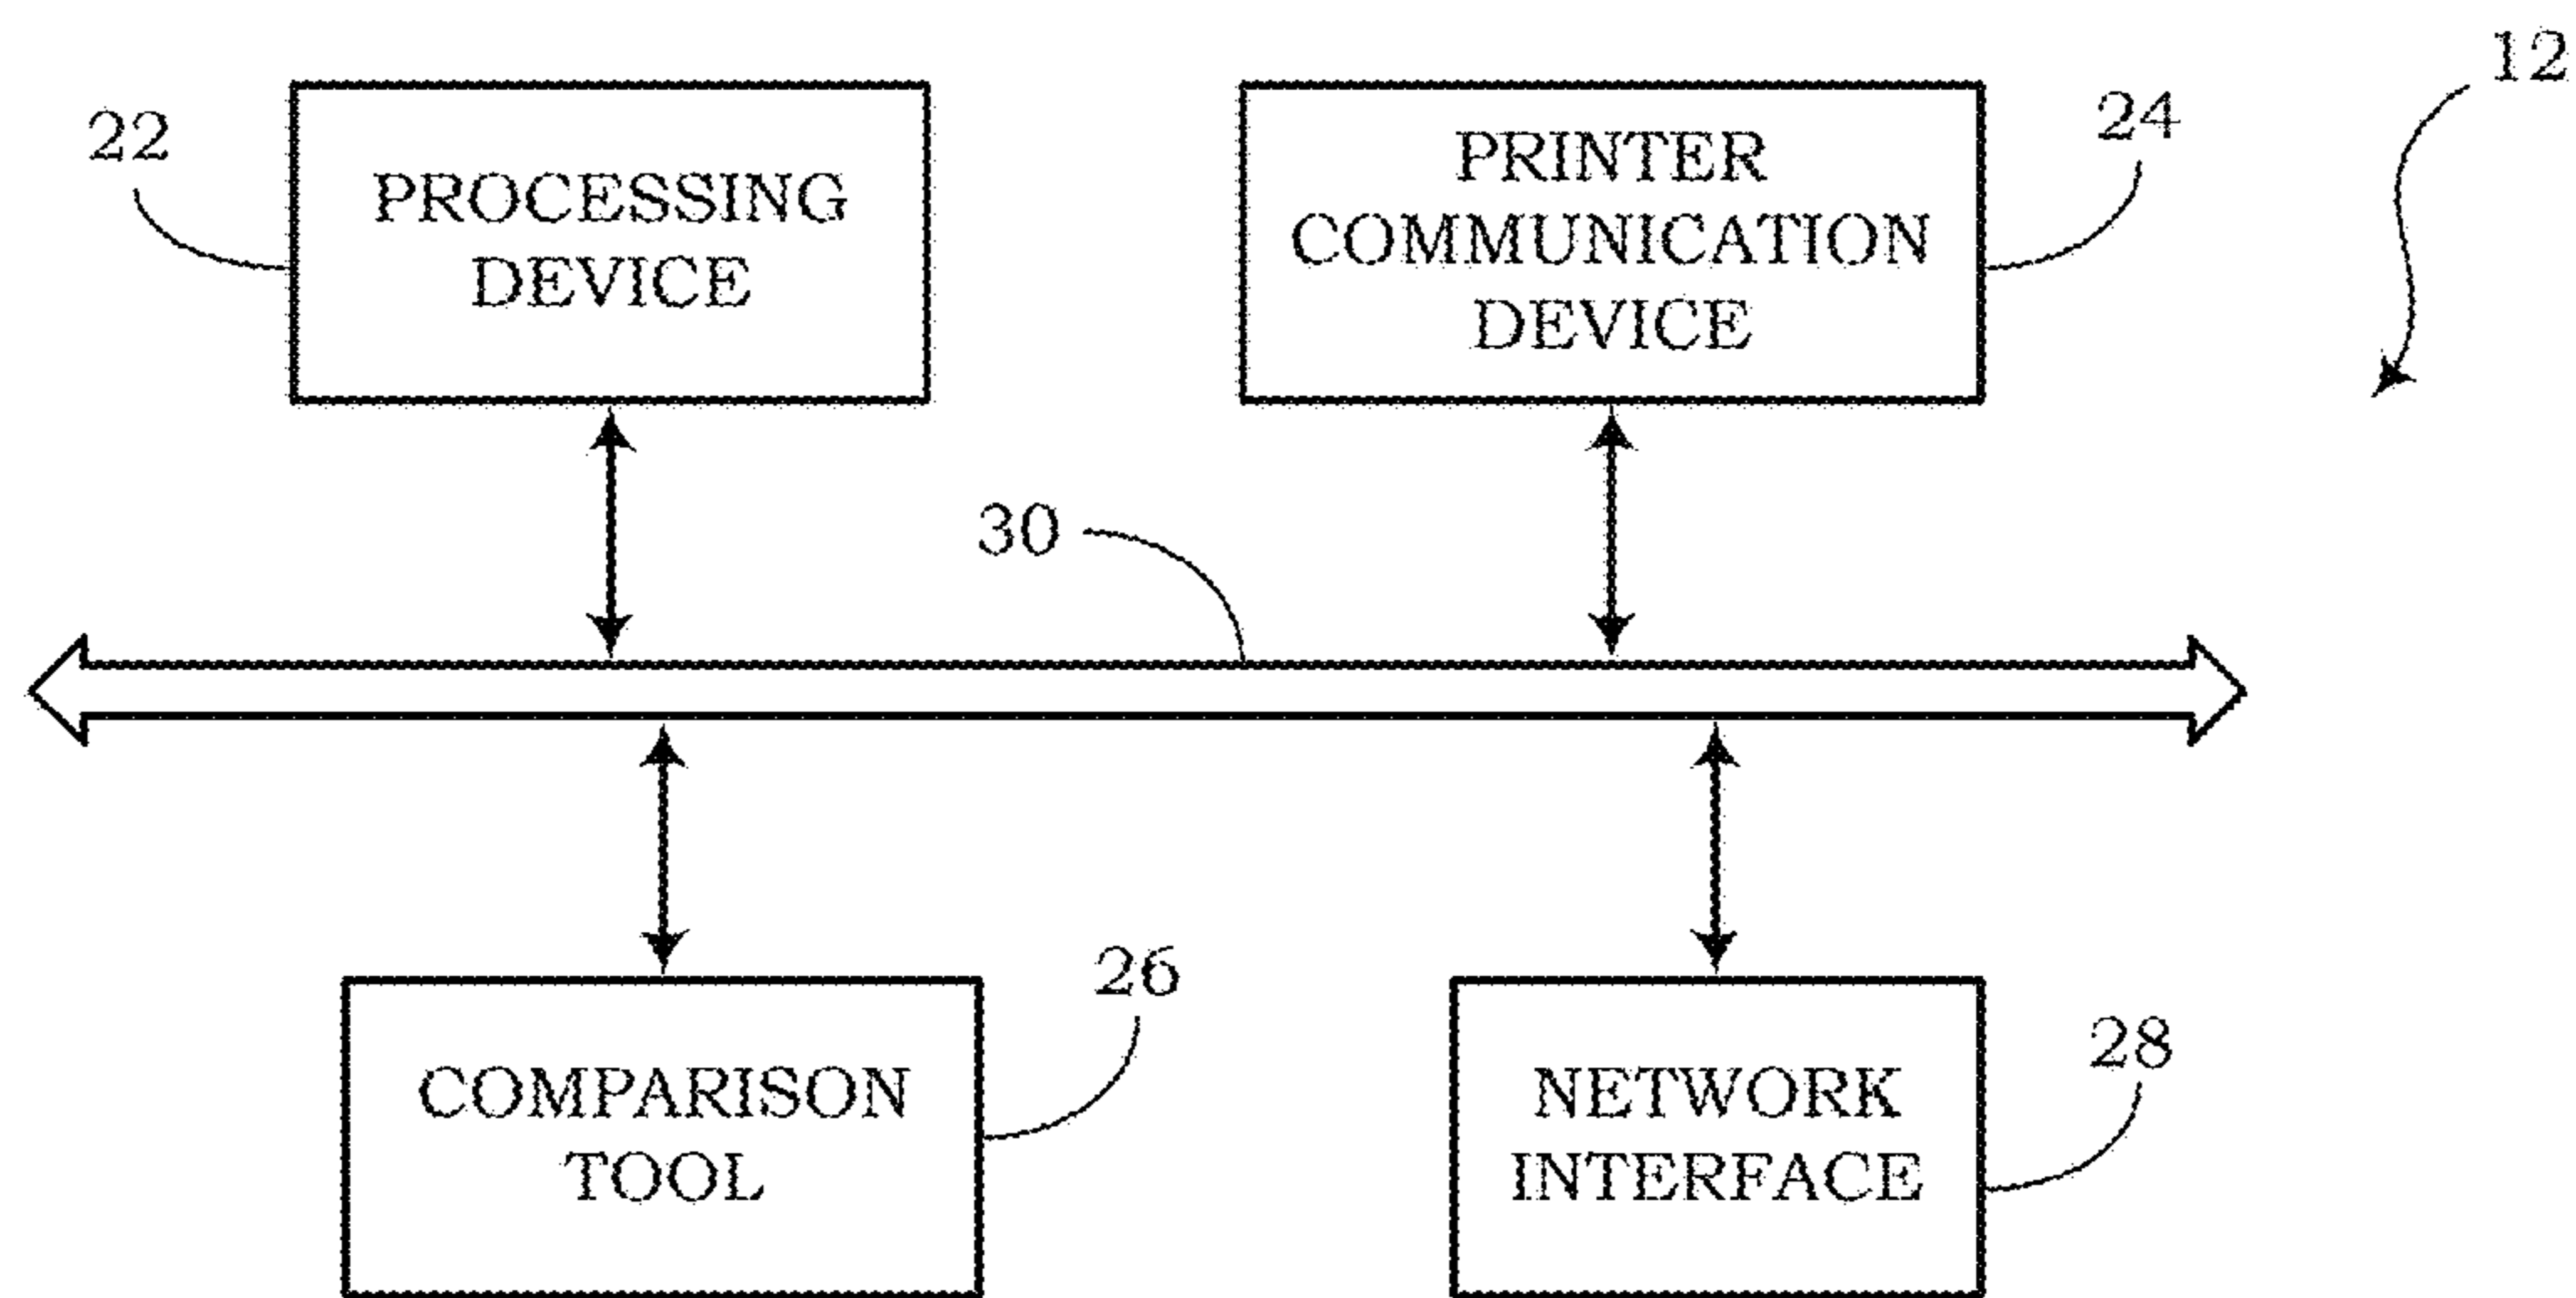 12
22
PROCESSING
DEVICE
PRINTER
COMMUNICATION
DEVICE
24
30
26
COMPARISON
TOOL
NETWORK
INTERFACE
28